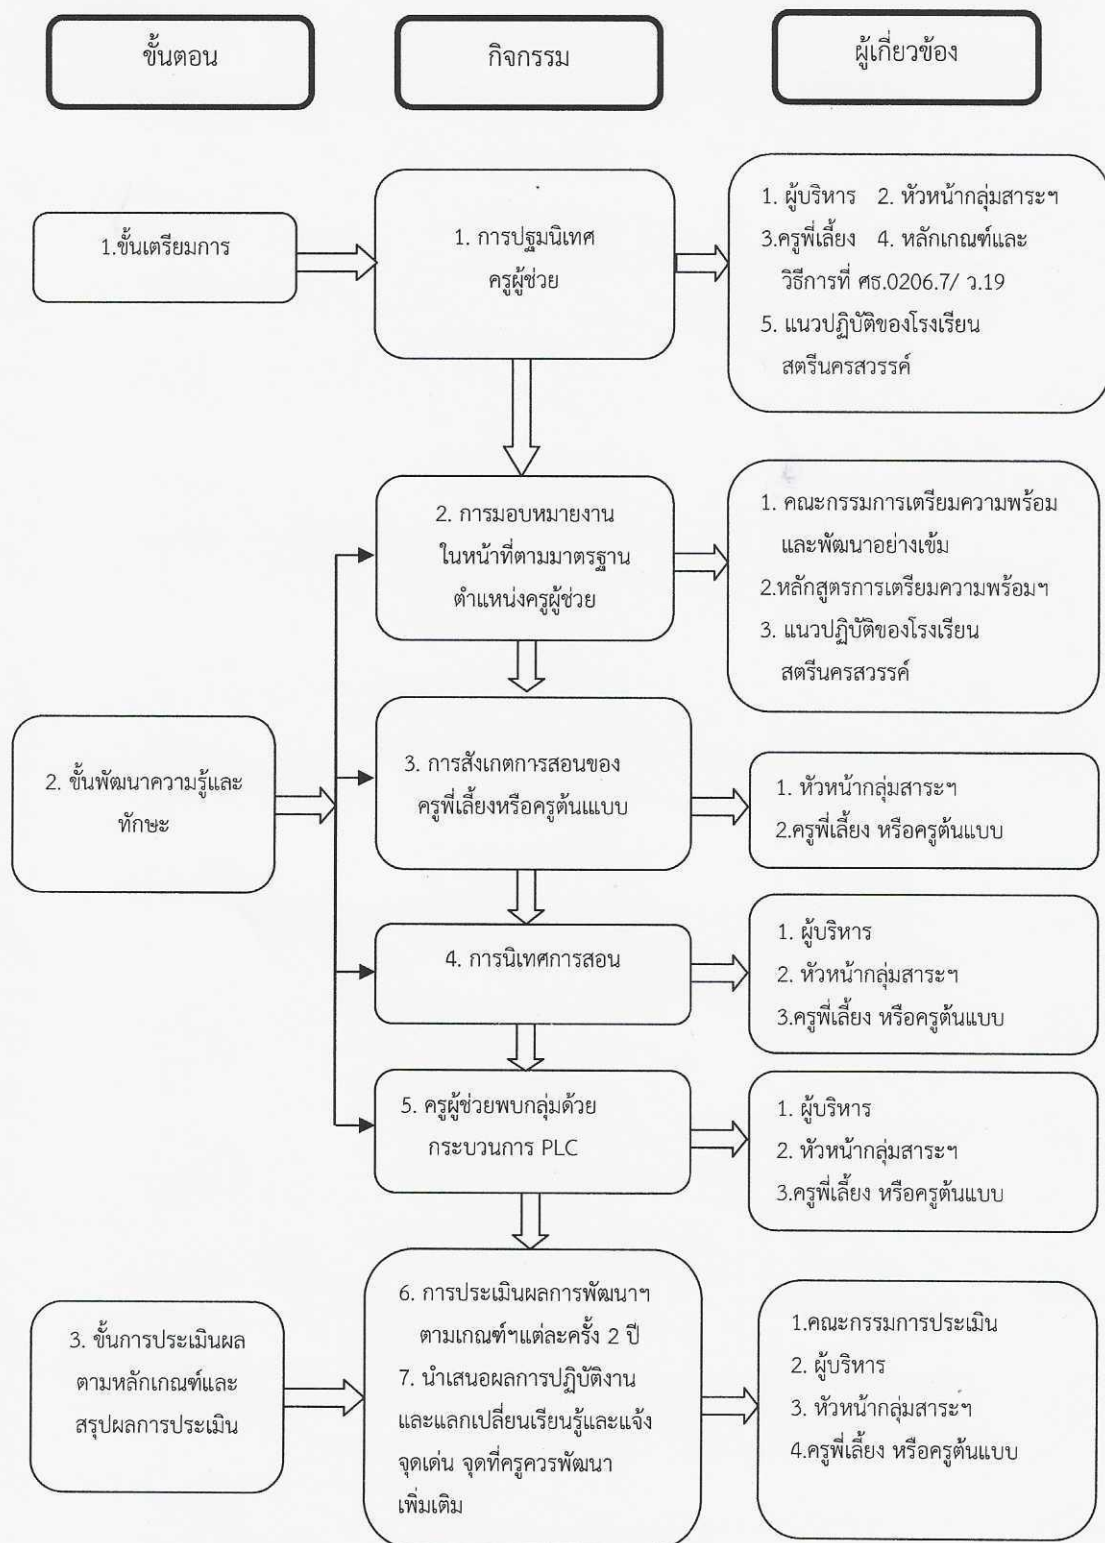 ขั้นตอน
กิจกรรม
ผู้เกี่ยวข้อง
1.ขั้นเตรียมการ
1. การปฐมนิเทศ
ครูผู้ช่วย
1. ผู้บริหาร 2. หัวหน้ากลุ่มสาระฯ
3.ครูพี่เลี้ยง 4. หลักเกณฑ์และ
วิธีการที่ ศธ.0206.7/ ว.19
5. แนวปฏิบัติของโรงเรียน
สตรีนครสวรรค์
2. ขั้นพัฒนาความรู้และ
ทักษะ
2. การมอบหมายงาน
ในหน้าที่ตามมาตรฐาน
ตำแหน่งครูผู้ช่วย
1. คณะกรรมการเตรียมความพร้อม
และพัฒนาอย่างเข้ม
2.หลักสูตรการเตรียมความพร้อมฯ
3. แนวปฏิบัติของโรงเรียน
สตรีนครสวรรค์
3. การสังเกตการสอนของ
ครูพี่เลี้ยงหรือครูต้นแบบ
1. หัวหน้ากลุ่มสาระฯ
2.ครูพี่เลี้ยง หรือครูต้นแบบ
4. การนิเทศการสอน
1. ผู้บริหาร
2. หัวหน้ากลุ่มสาระฯ
3.ครูพี่เลี้ยง หรือครูต้นแบบ
5. ครูผู้ช่วยพบกลุ่มด้วย
กระบวนการ PLC
1. ผู้บริหาร
2. หัวหน้ากลุ่มสาระฯ
3.ครูพี่เลี้ยง หรือครูต้นแบบ
3. ขั้นการประเมินผล
ตามหลักเกณฑ์และ
สรุปผลการประเมิน
6. การประเมินผลการพัฒนาฯ
ตามเกณฑ์ฯแต่ละครั้ง 2 ปี
7. นำเสนอผลการปฏิบัติงาน
และแลกเปลี่ยนเรียนรู้และแจ้ง
จุดเด่น จุดที่ครูควรพัฒนา
เพิ่มเติม
1.คณะกรรมการประเมิน
2. ผู้บริหาร
3. หัวหน้ากลุ่มสาระฯ
4.ครูพี่เลี้ยง หรือครูต้นแบบ